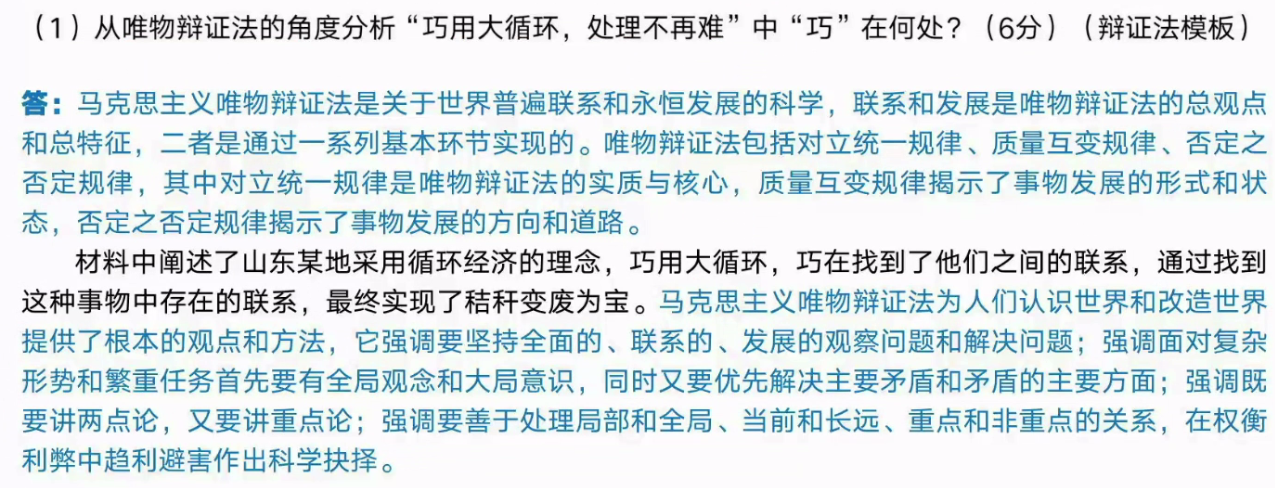 （1）从唯物辩证法的角度分析“巧用大循环，处理不再难”中“巧”在何处？（6分）（辩证法模板）
答：马克思主义唯物辩证法是关于世界普遍联系和永恒发展的科学，联系和发展是唯物辩证法的总观点
和总特征，二者是通过一系列基本环节实现的。唯物辩证法包括对立统一规律、质量互变规律、否定之
否定规律，其中对立统一规律是唯物辩证法的实质与核心，质量互变规律揭示了事物发展的形式和状
态，否定之否定规律揭示了事物发展的方向和道路。
材料中阐述了山东某地采用循环经济的理念，巧用大循环，巧在找到了他们之间的联系，通过找到
这种事物中存在的联系，最终实现了秸秆变废为宝。马克思主义唯物辩证法为人们认识世界和改造世界
提供了根本的观点和方法，它强调要坚持全面的、联系的、发展的观察问题和解决问题；强调面对复杂
形势和繁重任务首先要有全局观念和大局意识，同时又要优先解决主要矛盾和矛盾的主要方面；强调既
要讲两点论，又要讲重点论；强调要善于处理局部和全局、当前和长远、重点和非重点的关系，在权衡
利弊中趋利避害作出科学抉择。